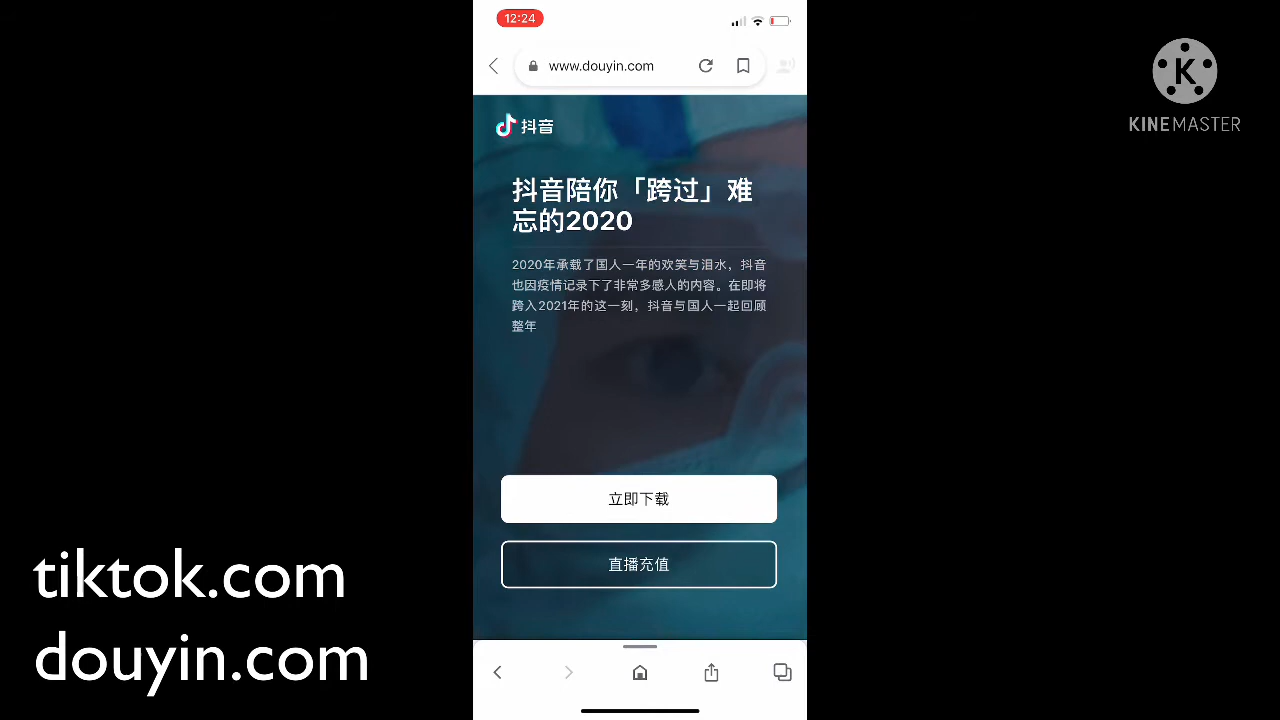 12:24
www.douyin.com
抖音
抖音陪你「跨过」难
忘的2020
2020年承载了国人一年的欢笑与泪水，抖音
也因疫情记录下了非常多感人的内容。在即将
跨入2021年的这一刻，抖音与国人一起回顾
整年
立即下载
直播充值
K
KINEMASTER
tiktok.com
douyin.com